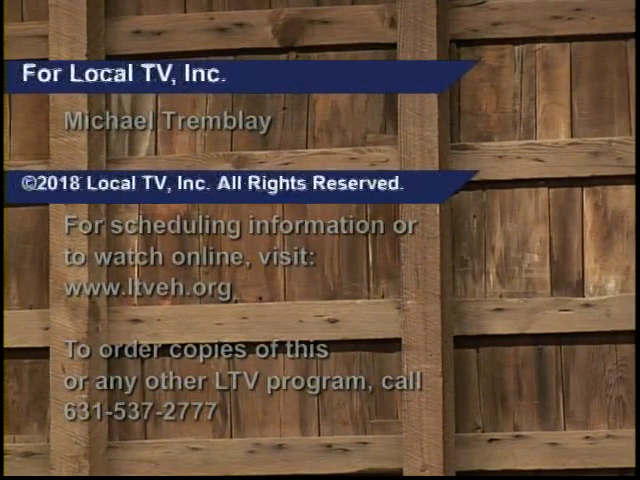 For Local TV, Inc.
Michael Tremblay
©2018 Local TV, Inc. All Rights Reserved.
For scheduling information or
to watch online, visit:
www.ltveh.org
To order copies of this
or any other LTV program, call
631-537-2777